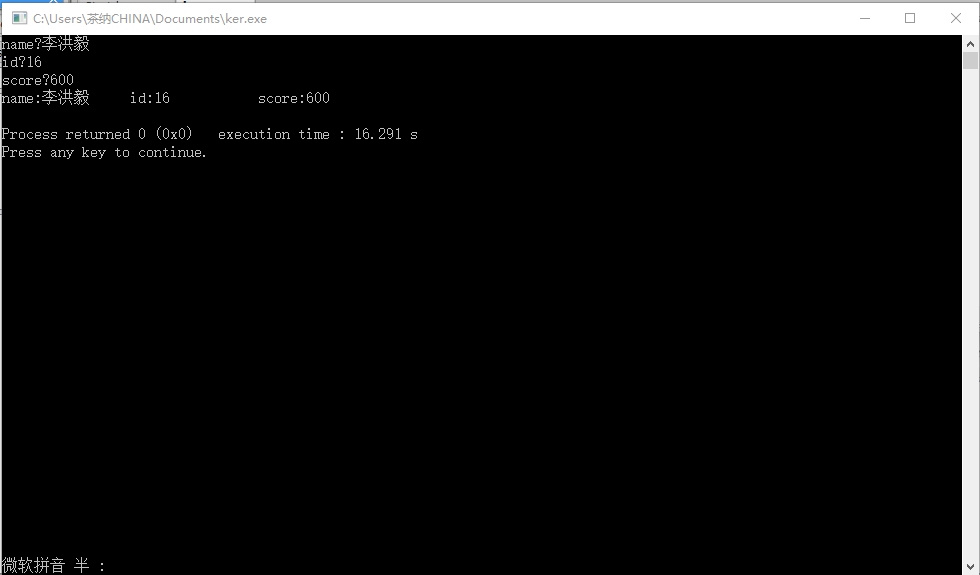 C:\Users\茶纳CHINA\Documents\ker.exe
name?李洪毅
id?16
score?600
name:李洪毅     id:16           score:600
Process returned 0 (0x0)   execution time : 16.291 s
Press any key to continue.
微软拼音 半 :